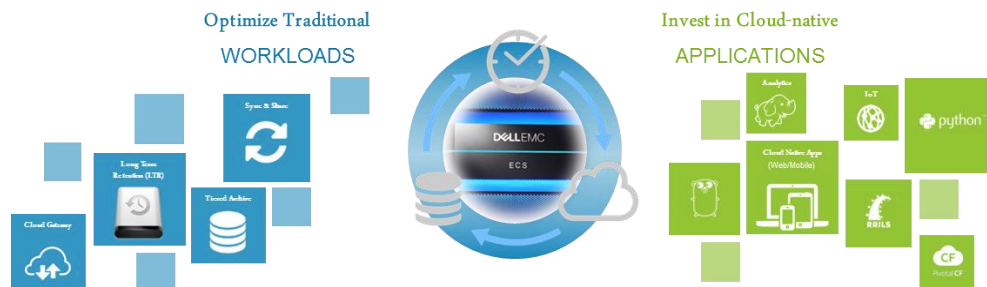 Optimize Traditional
WORKLOADS
Sync & Share
Long Term
Retention (LTR)
Tiered Archive
Cloud Gateway
DELLEMC
ECS
Invest in Cloud-native
APPLICATIONS
Analytics
IoT
python
Cloud Native Apps
(Web/Mobile)
RAILS
CF
Pivotal CF